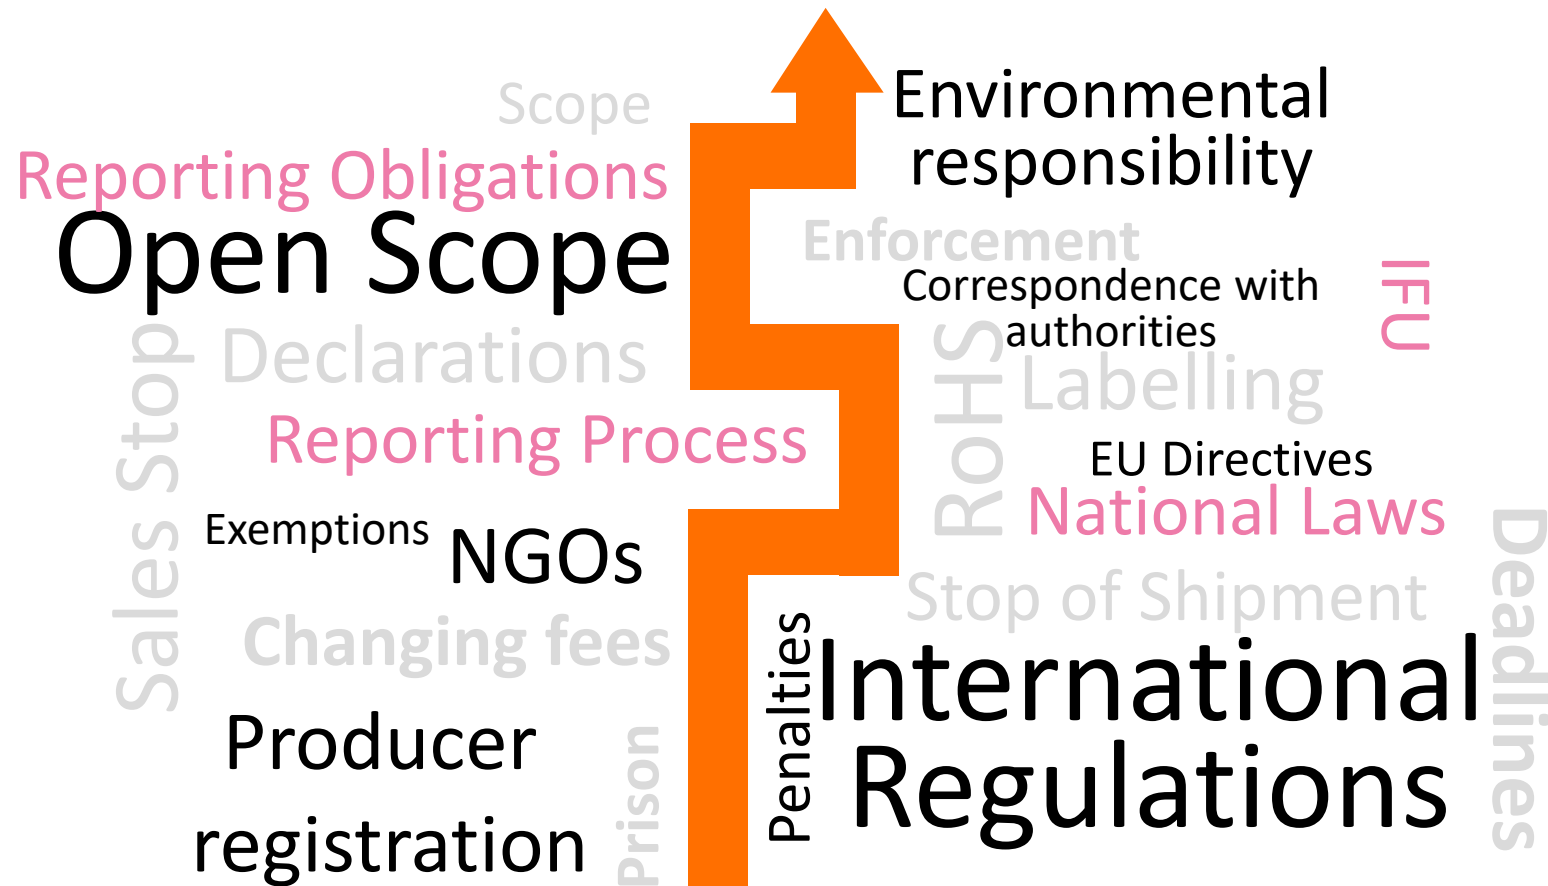 Scope
Reporting Obligations
Open Scope
Sales Stop
Declarations
Reporting Process
Exemptions
NGOs
Changing fees
Producer
registration
Prison
Environmental
responsibility
Enforcement
Correspondence with
authorities
IFU
RoHS
Labelling
EU Directives
National Laws
Stop of Shipment
Deadlines
Penalties
International
Regulations